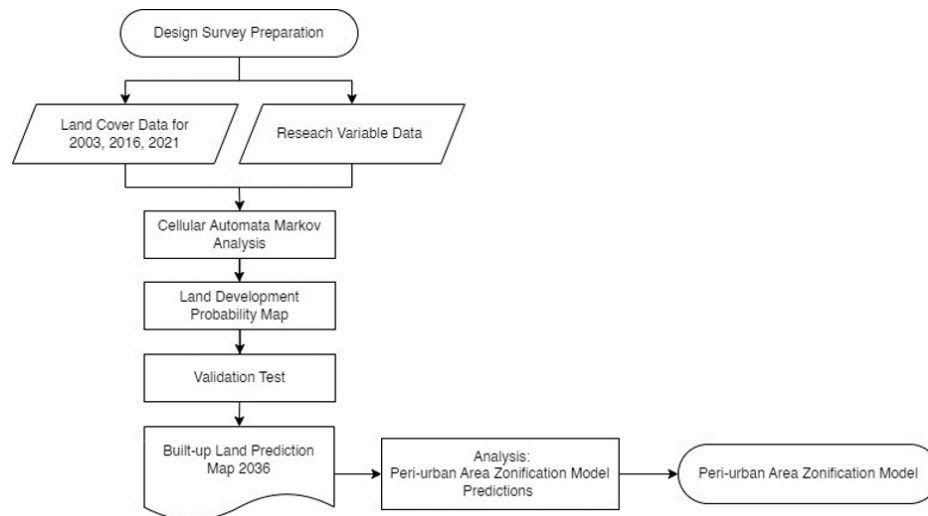 Design Survey Preparation
Land Cover Data for
2003, 2016, 2021
Reseach Variable Data
Cellular Automata Markov
Analysis
Land Development
Probability Map
Validation Test
Built-up Land Prediction
Map 2036
Analysis:
Peri-urban Area Zonification Model
Predictions
Peri-urban Area Zonification Model